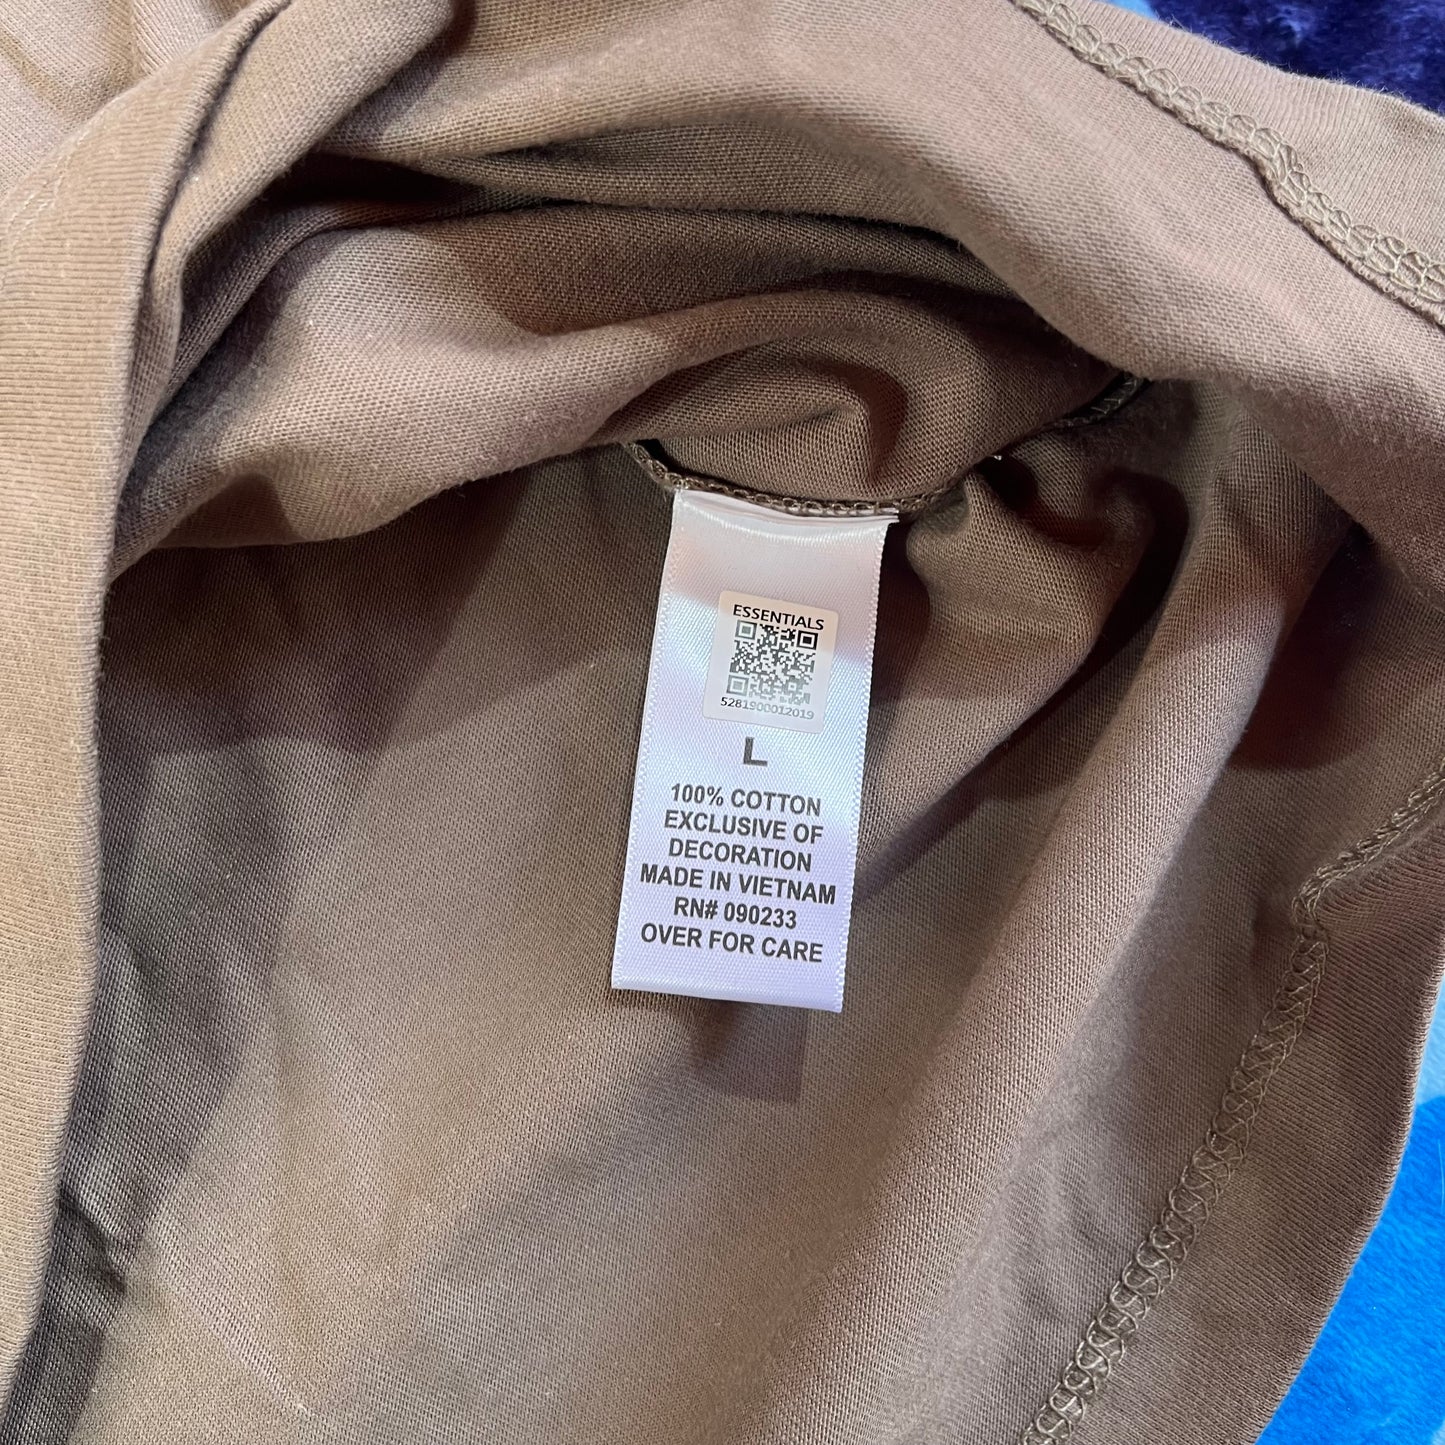 ESSENTIALS
5281900012019
L
100% COTTON
EXCLUSIVE OF
DECORATION
MADE IN VIETNAM
RN# 090233
OVER FOR CARE